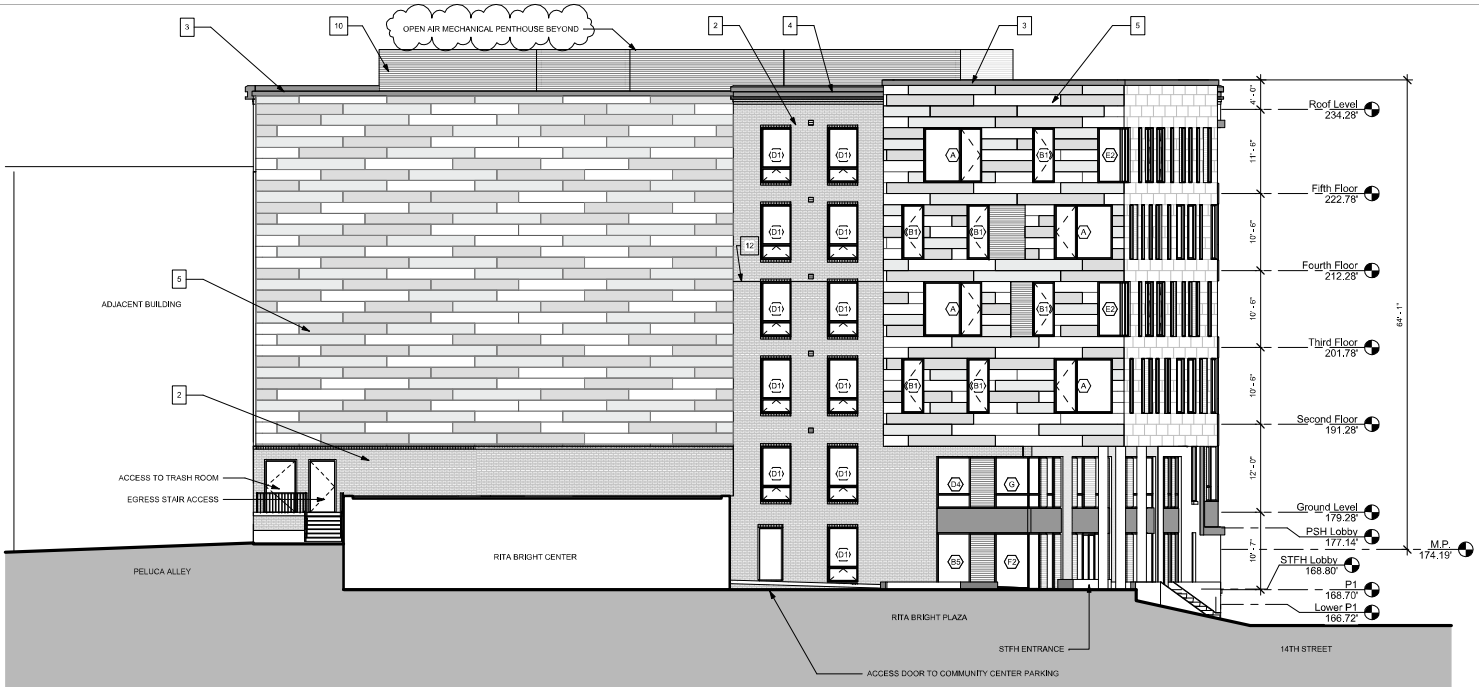 3
10
OPEN AIR MECHANICAL PENTHOUSE BEYOND
2
4
3
5
4' - 0"
Roof Level
234.28'
D1
D1
A
B1
E2
11' - 6"
Fifth Floor
222.78'
D1
D1
B1
B1
A
10' - 6"
12
Fourth Floor
212.28'
5
ADJACENT BUILDING
D1
D1
A
B1
E2
10' - 6"
64' - 1"
Third Floor
201.78'
2
D1
D1
B1
B1
A
10' - 6"
Second Floor
191.28'
ACCESS TO TRASH ROOM
EGRESS STAIR ACCESS
D1
D1
D4
G
12' - 0"
Ground Level
179.28'
PSH Lobby
177.14'
M.P.
174.19'
RITA BRIGHT CENTER
D1
B5
F2
10' - 7"
STFH Lobby
168.80'
PELUCA ALLEY
P1
168.70'
Lower P1
166.72'
RITA BRIGHT PLAZA
STFH ENTRANCE
14TH STREET
ACCESS DOOR TO COMMUNITY CENTER PARKING